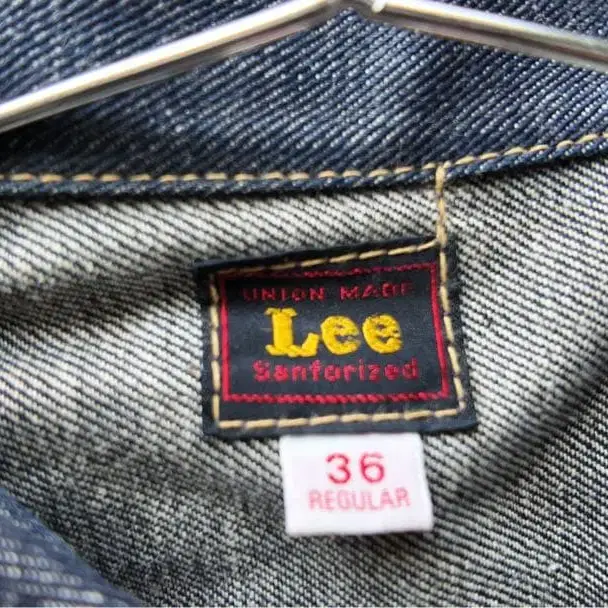 UNION MADE
Lee
Sanforized
36
REGULAR